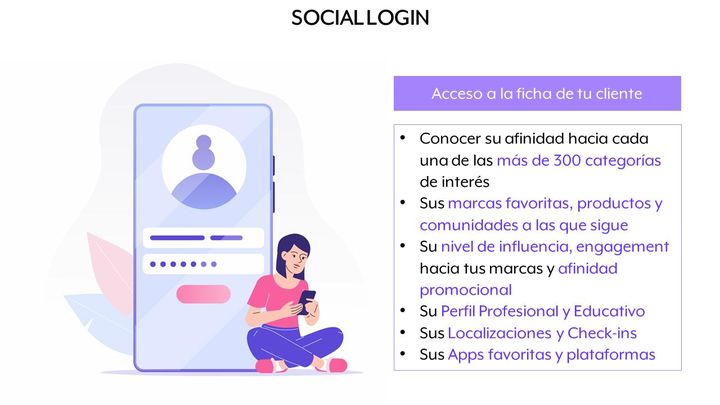 SOCIAL LOGIN
Acceso a la ficha de tu cliente
• Conocer su afinidad hacia cada
una de las más de 300 categorías
de interés
• Sus marcas favoritas, productos y
comunidades a las que sigue
• Su nivel de influencia, engagement
hacia tus marcas y afinidad
promocional
• Su Perfil Profesional y Educativo
• Sus Localizaciones y Check-ins
• Sus Apps favoritas y plataformas